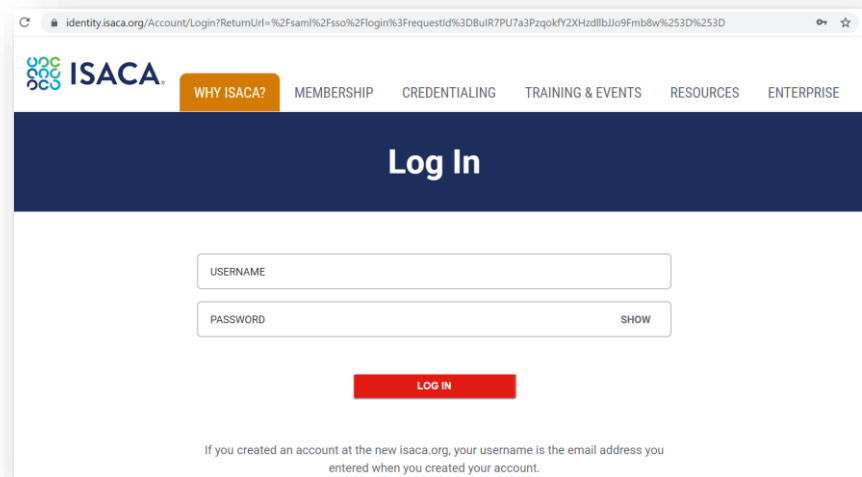 identity.isaca.org/Account/Login?ReturnUrl=%2Fsaml%2Fsso%2Flogin%3FrequestId%3DBuIR7PU7a3PzqokfY2XHzdllbJJo9Fmb8w%253D%253D
ISACA.
WHY ISACA? MEMBERSHIP CREDENTIALING TRAINING & EVENTS RESOURCES ENTERPRISE
Log In
USERNAME
PASSWORD SHOW
LOG IN
If you created an account at the new isaca.org, your username is the email address you
entered when you created your account.